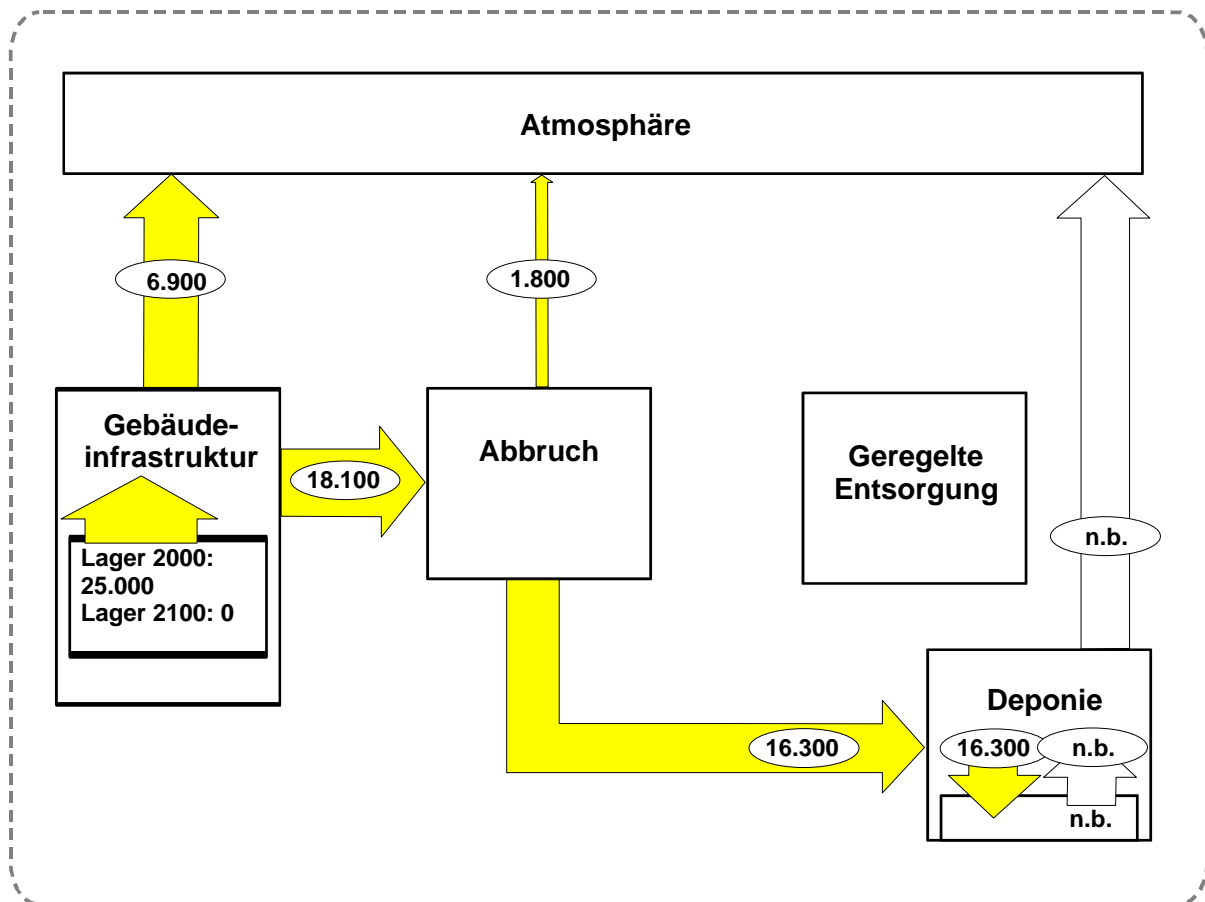 Atmosphäre
6.900
1.800
Gebäude-
infrastruktur
18.100
Abbruch
Geregelte
Entsorgung
n.b.
Lager 2000:
25.000
Lager 2100: 0
Deponie
16.300
16.300
n.b.
n.b.